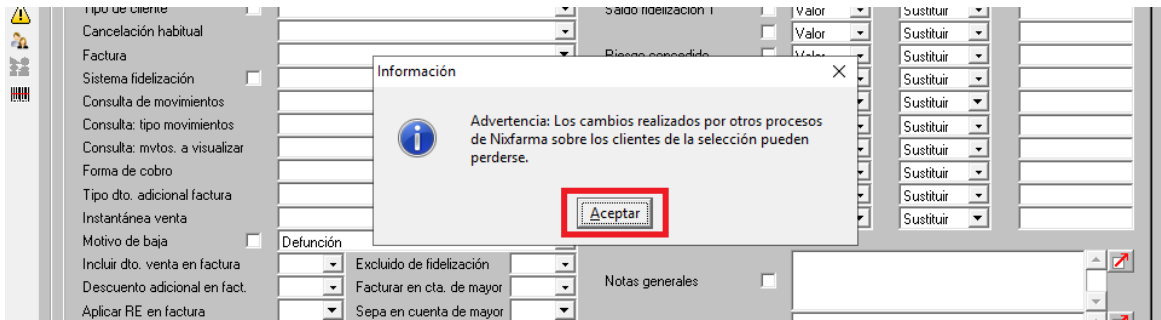 Tipo de cliente Saldo fidelización 1 Valor Sustituir
Cancelación habitual Valor Sustituir
Factura Riesgo concedido Valor Sustituir
Información
Sistema fidelización Sustituir
Consulta de movimientos Sustituir
Consulta: tipo movimientos Sustituir
Consulta: mvtos. a visualizar Sustituir
Forma de cobro Sustituir
Tipo dto. adicional factura Sustituir
Instantánea venta Sustituir
Advertencia: Los cambios realizados por otros procesos
de Nixfarma sobre los clientes de la selección pueden
perderse.
Aceptar
Motivo de baja Defunción
Incluir dto. venta en factura Excluido de fidelización
Descuento adicional en fact. Facturar en cta. de mayor Notas generales
Aplicar RE en factura Sepa en cuenta de mayor